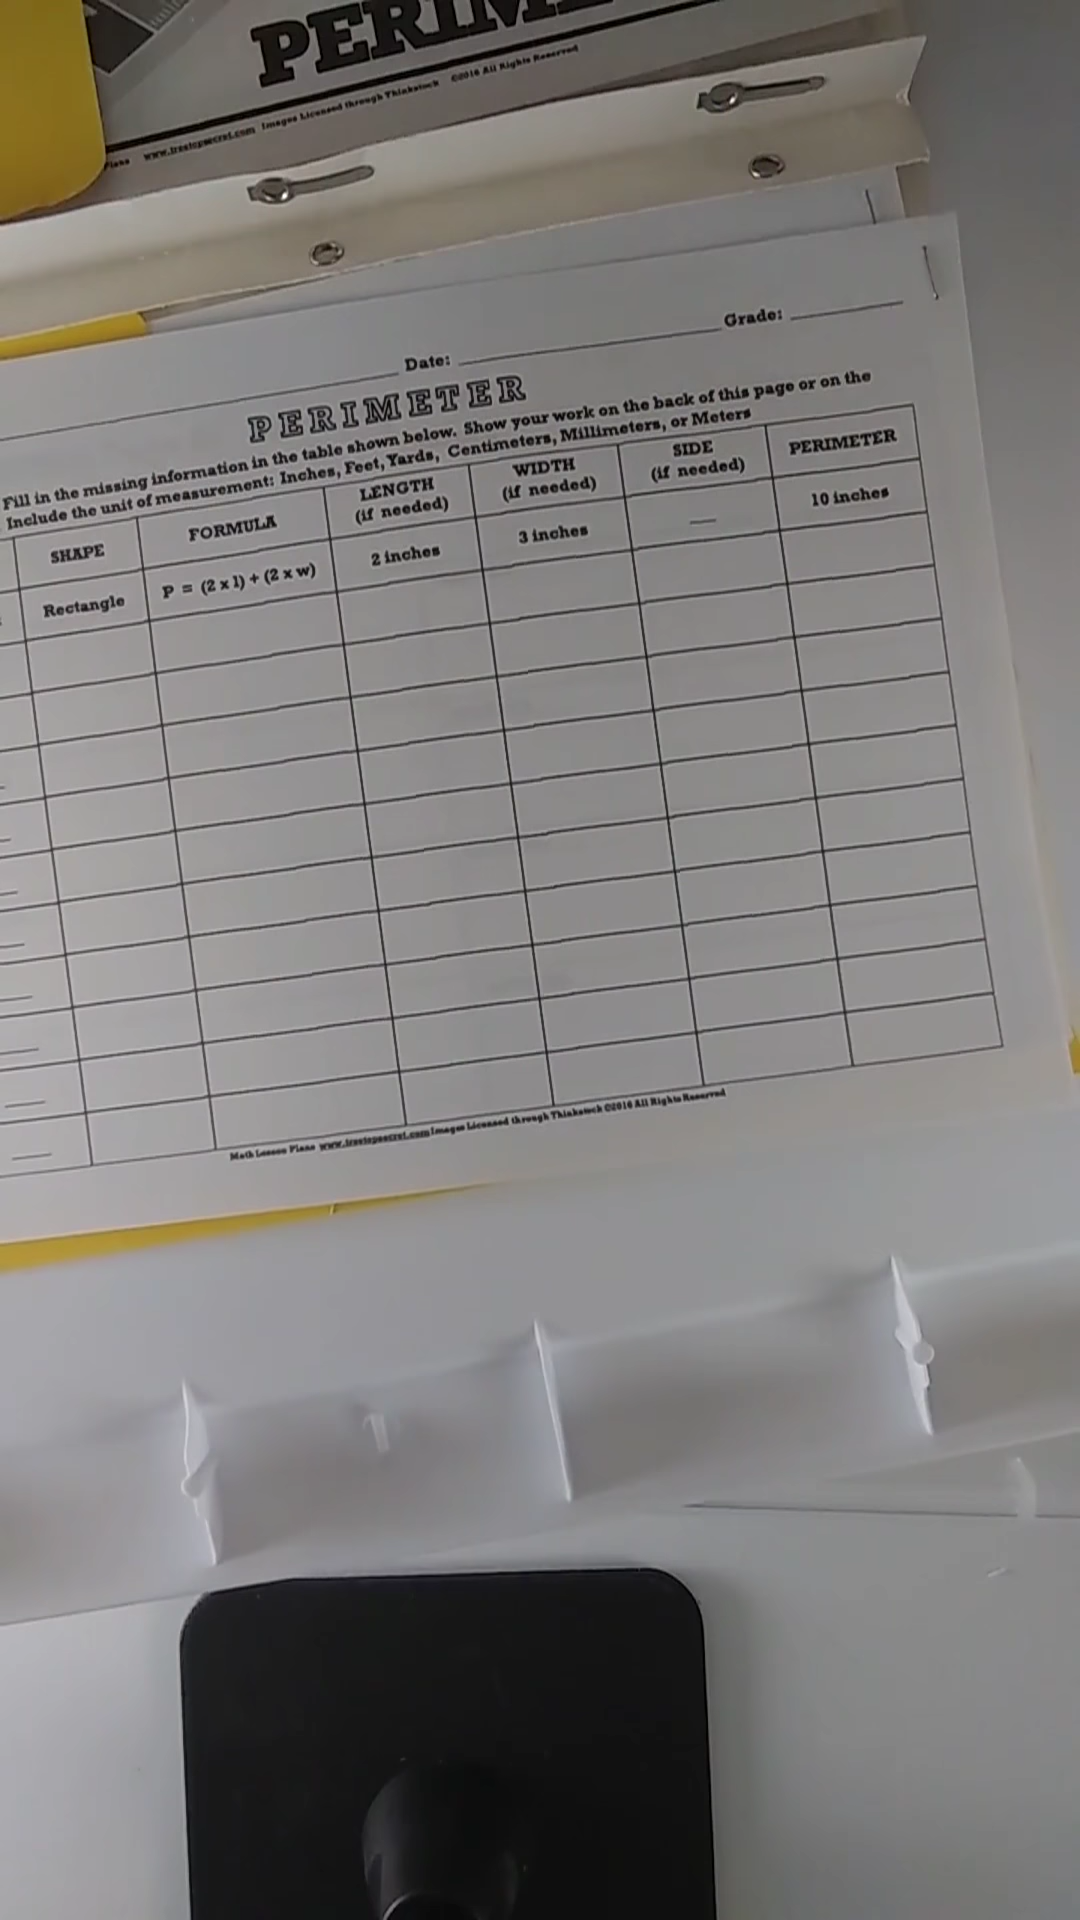 PERIME
Plans www.treetopsecret.com Images Licensed through Thinkstock ©2016 All Rights Reserved
Date: Grade:
PERIMETER
Fill in the missing information in the table shown below. Show your work on the back of this page or on the
Include the unit of measurement: Inches, Feet, Yards, Centimeters, Millimeters, or Meters
SHAPE FORMULA LENGTH (if needed) WIDTH (if needed) SIDE (if needed) PERIMETER
Rectangle P = (2 x l) + (2 x w) 2 inches 3 inches — 10 inches
Math Lesson Plans www.treetopsecret.com Images Licensed through Thinkstock ©2016 All Rights Reserved